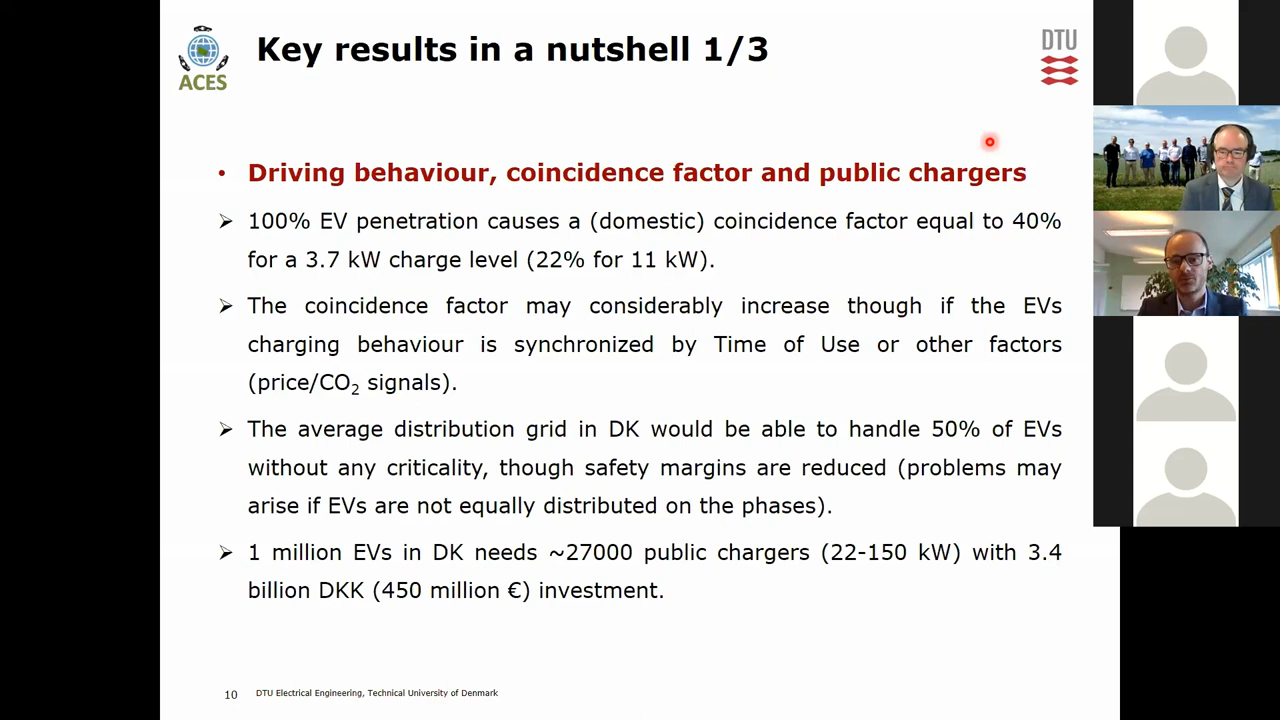 ACES
Key results in a nutshell 1/3
DTU
• Driving behaviour, coincidence factor and public chargers
➢ 100% EV penetration causes a (domestic) coincidence factor equal to 40%
for a 3.7 kW charge level (22% for 11 kW).
➢ The coincidence factor may considerably increase though if the EVs
charging behaviour is synchronized by Time of Use or other factors
(price/CO₂ signals).
➢ The average distribution grid in DK would be able to handle 50% of EVs
without any criticality, though safety margins are reduced (problems may
arise if EVs are not equally distributed on the phases).
➢ 1 million EVs in DK needs ~27000 public chargers (22-150 kW) with 3.4
billion DKK (450 million €) investment.
10 DTU Electrical Engineering, Technical University of Denmark